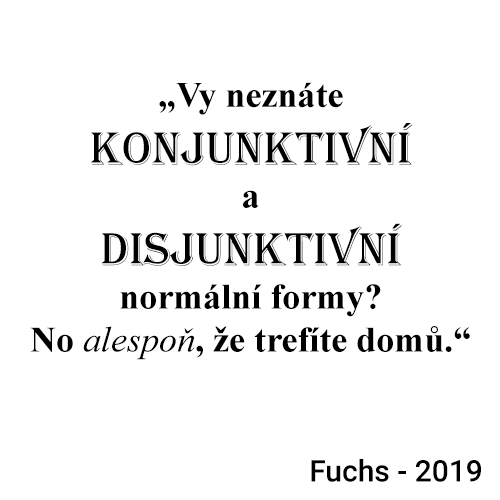 „Vy neznáte
KONJUNKTIVNÍ
a
DISJUNKTIVNÍ
normální formy?
No alespoň, že trefíte domů.“
Fuchs - 2019